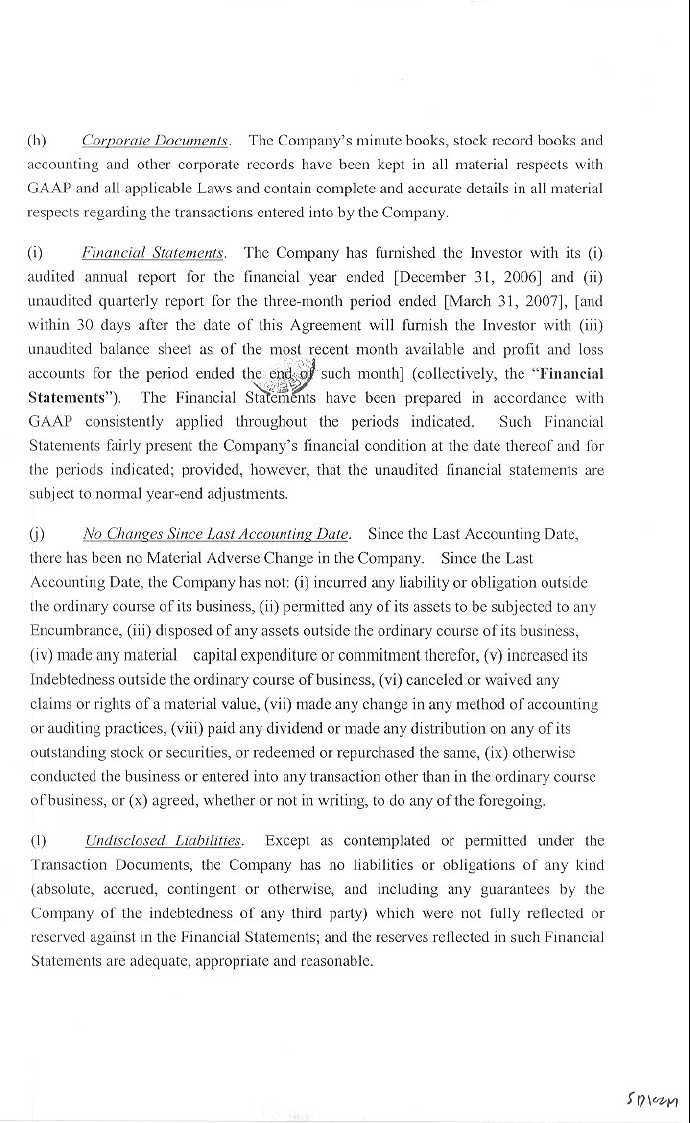 (h) Corporate Documents. The Company's minute books, stock record books and
accounting and other corporate records have been kept in all material respects with
GAAP and all applicable Laws and contain complete and accurate details in all material
respects regarding the transactions entered into by the Company.
(i) Financial Statements. The Company has furnished the Investor with its (i)
audited annual report for the financial year ended [December 31, 2006] and (ii)
unaudited quarterly report for the three-month period ended [March 31, 2007], [and
within 30 days after the date of this Agreement will furnish the Investor with (iii)
unaudited balance sheet as of the most recent month available and profit and loss
accounts for the period ended the end of such month] (collectively, the "Financial
Statements"). The Financial Statements have been prepared in accordance with
GAAP consistently applied throughout the periods indicated. Such Financial
Statements fairly present the Company's financial condition at the date thereof and for
the periods indicated; provided, however, that the unaudited financial statements are
subject to normal year-end adjustments.
(j) No Changes Since Last Accounting Date. Since the Last Accounting Date,
there has been no Material Adverse Change in the Company. Since the Last
Accounting Date, the Company has not: (i) incurred any liability or obligation outside
the ordinary course of its business, (ii) permitted any of its assets to be subjected to any
Encumbrance, (iii) disposed of any assets outside the ordinary course of its business,
(iv) made any material capital expenditure or commitment therefor, (v) increased its
Indebtedness outside the ordinary course of business, (vi) canceled or waived any
claims or rights of a material value, (vii) made any change in any method of accounting
or auditing practices, (viii) paid any dividend or made any distribution on any of its
outstanding stock or securities, or redeemed or repurchased the same, (ix) otherwise
conducted the business or entered into any transaction other than in the ordinary course
of business, or (x) agreed, whether or not in writing, to do any of the foregoing.
(l) Undisclosed Liabilities. Except as contemplated or permitted under the
Transaction Documents, the Company has no liabilities or obligations of any kind
(absolute, accrued, contingent or otherwise, and including any guarantees by the
Company of the indebtedness of any third party) which were not fully reflected or
reserved against in the Financial Statements; and the reserves reflected in such Financial
Statements are adequate, appropriate and reasonable.